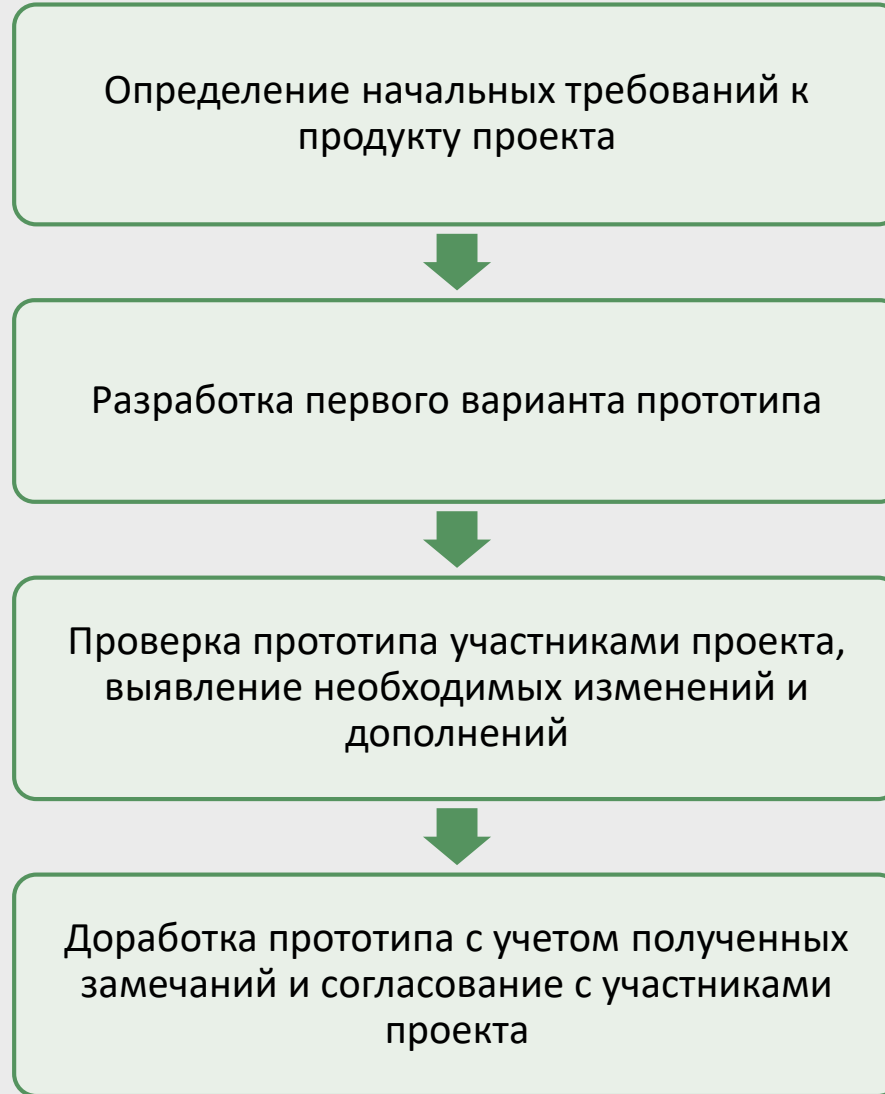 Определение начальных требований к
продукту проекта
Разработка первого варианта прототипа
Проверка прототипа участниками проекта,
выявление необходимых изменений и
дополнений
Доработка прототипа с учетом полученных
замечаний и согласование с участниками
проекта